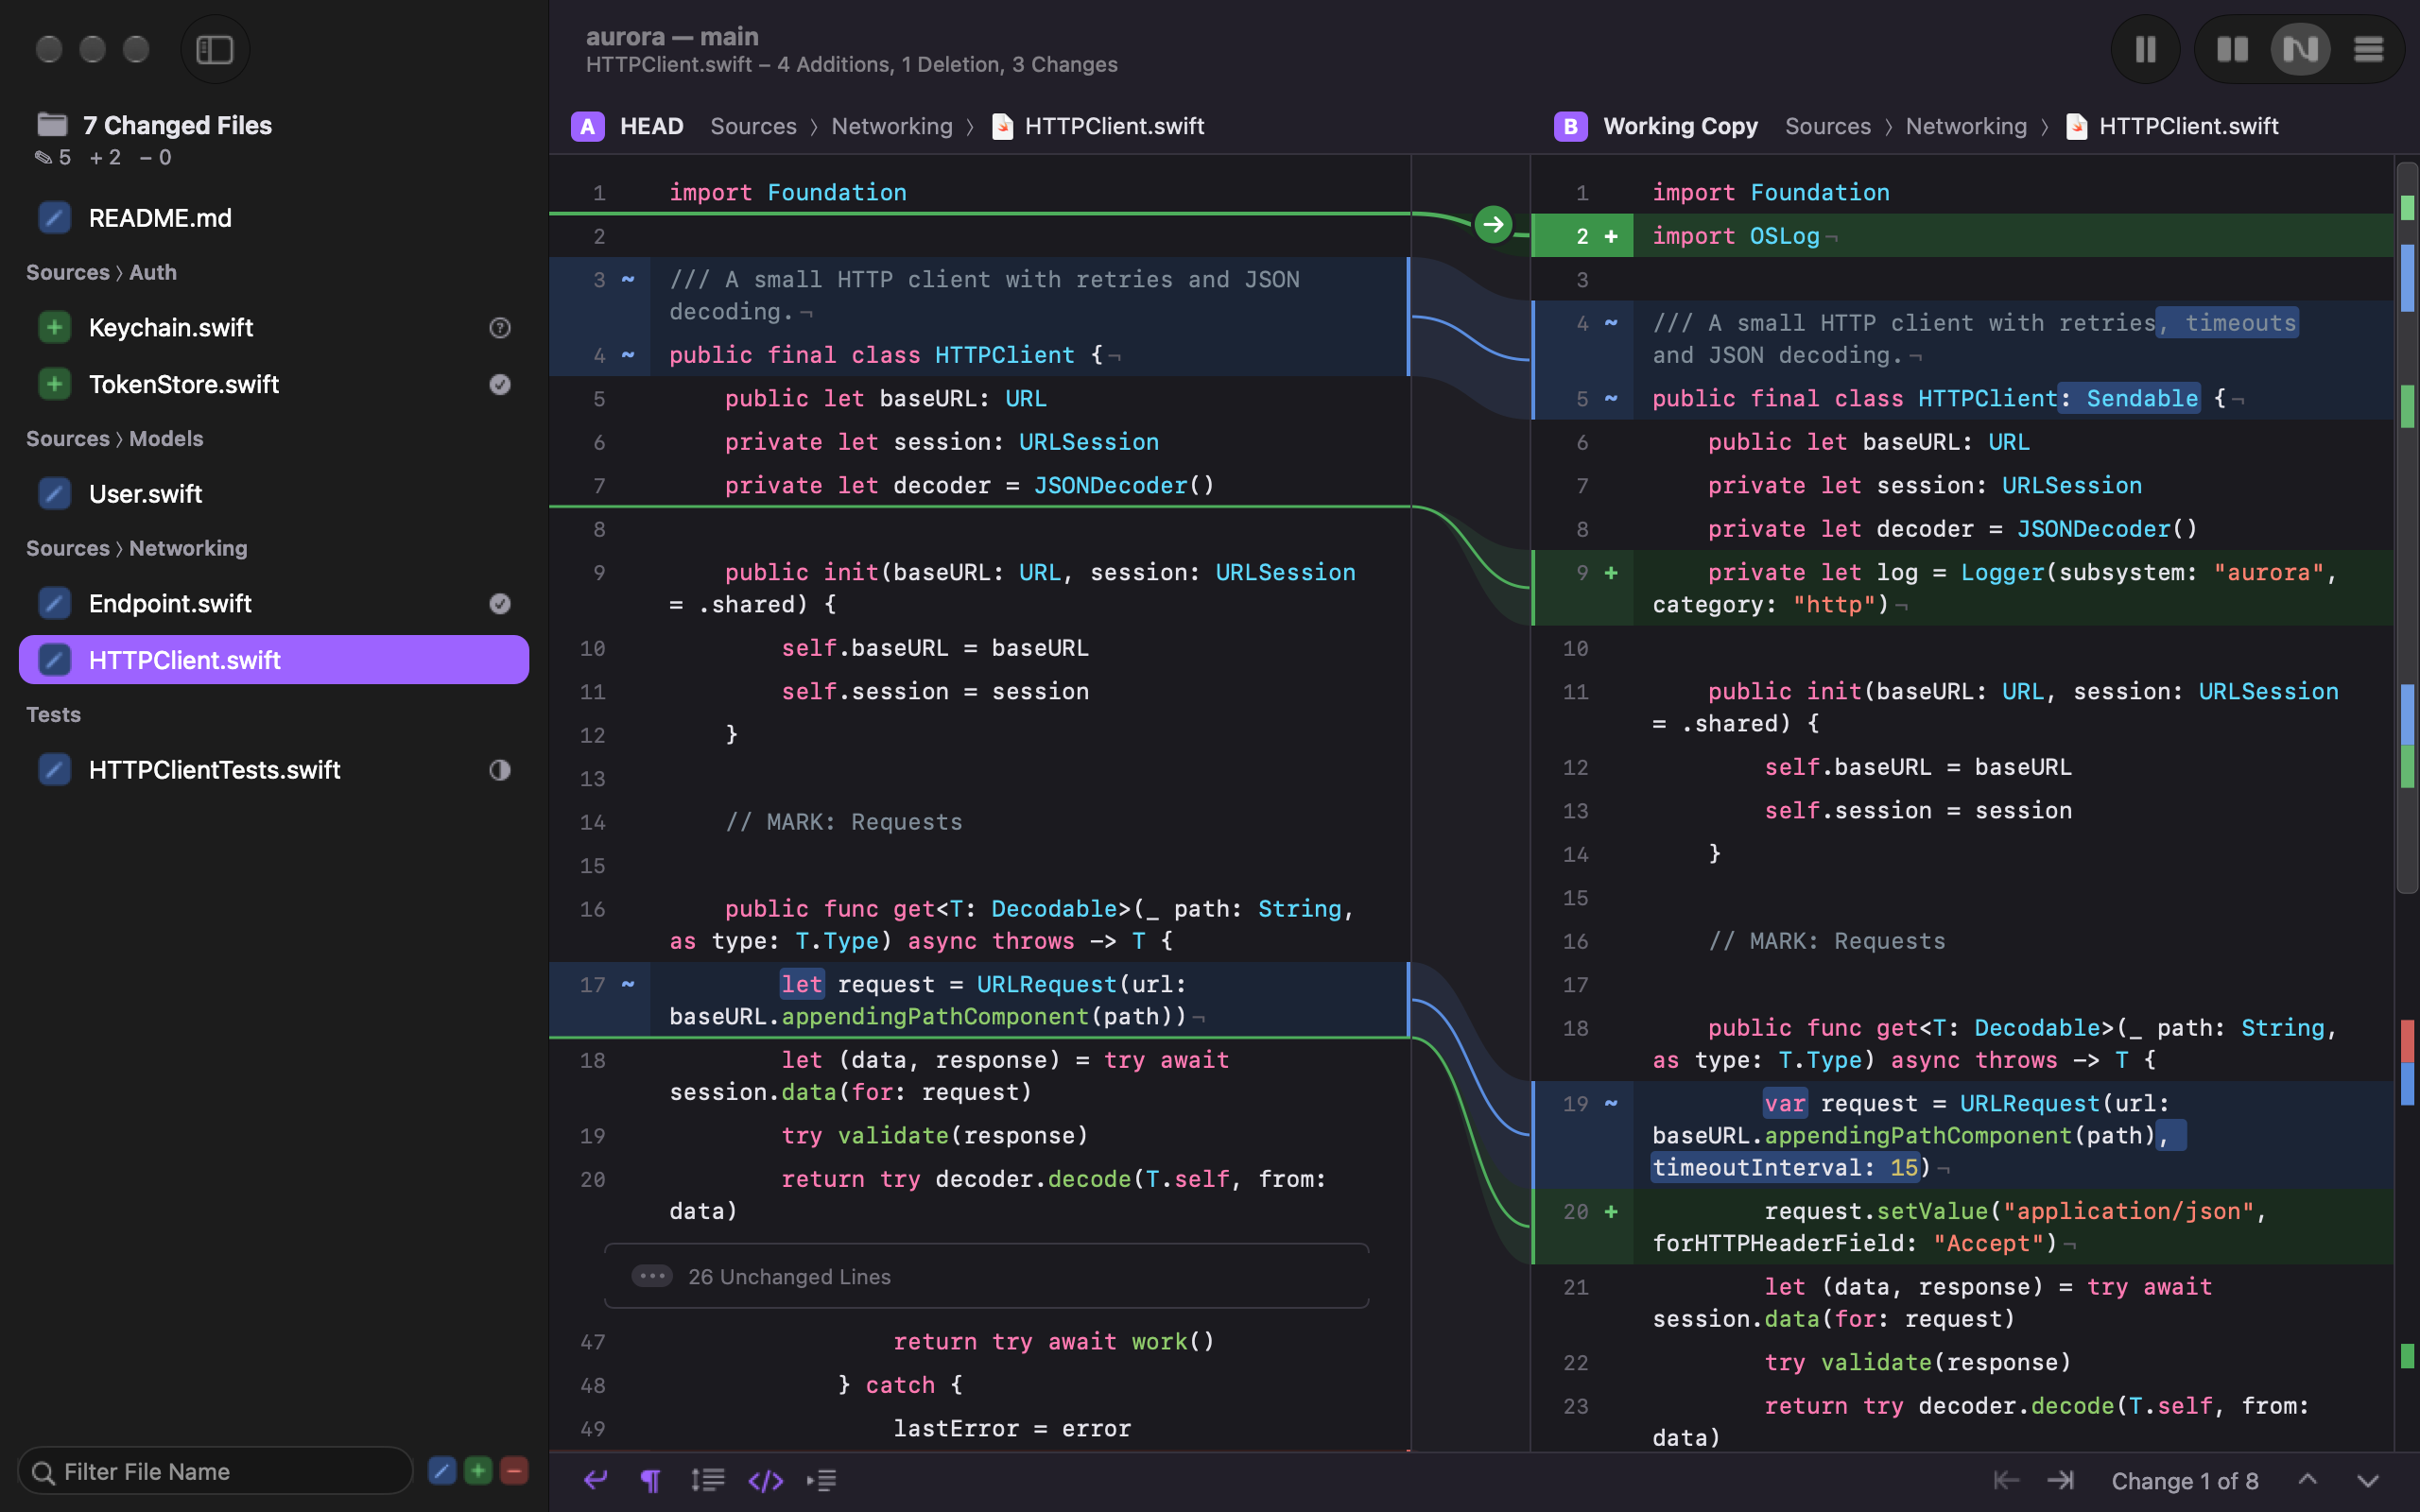 aurora — main
HTTPClient.swift – 4 Additions, 1 Deletion, 3 Changes
7 Changed Files
5 + 2 – 0
README.md
Sources 〉 Auth
Keychain.swift
TokenStore.swift
Sources 〉 Models
User.swift
Sources 〉 Networking
Endpoint.swift
HTTPClient.swift
Tests
HTTPClientTests.swift
Filter File Name
A HEAD Sources 〉 Networking 〉 HTTPClient.swift
1 import Foundation
2
3 ~ /// A small HTTP client with retries and JSON
decoding.¬
4 ~ public final class HTTPClient {¬
5 public let baseURL: URL
6 private let session: URLSession
7 private let decoder = JSONDecoder()
8
9 public init(baseURL: URL, session: URLSession
= .shared) {
10 self.baseURL = baseURL
11 self.session = session
12 }
13
14 // MARK: Requests
15
16 public func get<T: Decodable>(_ path: String,
as type: T.Type) async throws -> T {
17 ~ let request = URLRequest(url:
baseURL.appendingPathComponent(path))¬
18 let (data, response) = try await
session.data(for: request)
19 try validate(response)
20 return try decoder.decode(T.self, from:
data)
26 Unchanged Lines
47 return try await work()
48 } catch {
49 lastError = error
B Working Copy Sources 〉 Networking 〉 HTTPClient.swift
1 import Foundation
2 + import OSLog¬
3
4 ~ /// A small HTTP client with retries, timeouts
and JSON decoding.¬
5 ~ public final class HTTPClient: Sendable {¬
6 public let baseURL: URL
7 private let session: URLSession
8 private let decoder = JSONDecoder()
9 + private let log = Logger(subsystem: "aurora",
category: "http")¬
10
11 public init(baseURL: URL, session: URLSession
= .shared) {
12 self.baseURL = baseURL
13 self.session = session
14 }
15
16 // MARK: Requests
17
18 public func get<T: Decodable>(_ path: String,
as type: T.Type) async throws -> T {
19 ~ var request = URLRequest(url:
baseURL.appendingPathComponent(path),
timeoutInterval: 15)¬
20 + request.setValue("application/json",
forHTTPHeaderField: "Accept")¬
21 let (data, response) = try await
session.data(for: request)
22 try validate(response)
23 return try decoder.decode(T.self, from:
data)
Change 1 of 8